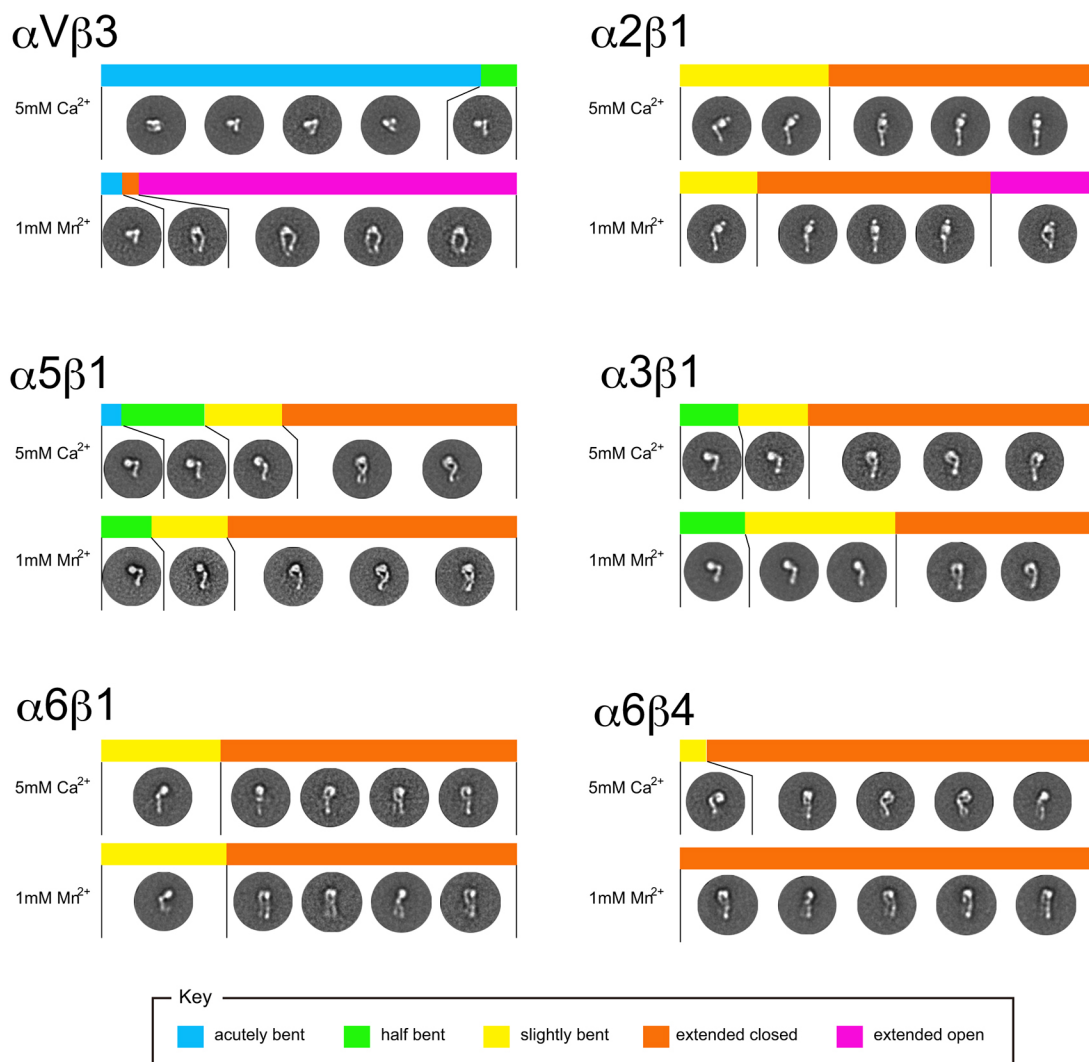 αVβ3
5mM Ca²⁺
1mM Mn²⁺
α2β1
5mM Ca²⁺
1mM Mn²⁺
α5β1
5mM Ca²⁺
1mM Mn²⁺
α3β1
5mM Ca²⁺
1mM Mn²⁺
α6β1
5mM Ca²⁺
1mM Mn²⁺
α6β4
5mM Ca²⁺
1mM Mn²⁺
Key
acutely bent half bent slightly bent extended closed extended open